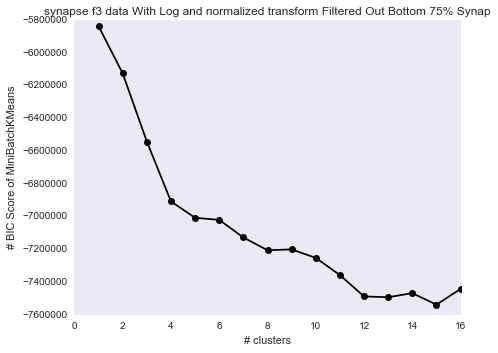 synapse f3 data With Log and normalized transform Filtered Out Bottom 75% Synap
# BIC Score of MiniBatchKMeans
-5800000
-6000000
-6200000
-6400000
-6600000
-6800000
-7000000
-7200000
-7400000
-7600000
0 2 4 6 8 10 12 14 16
# clusters